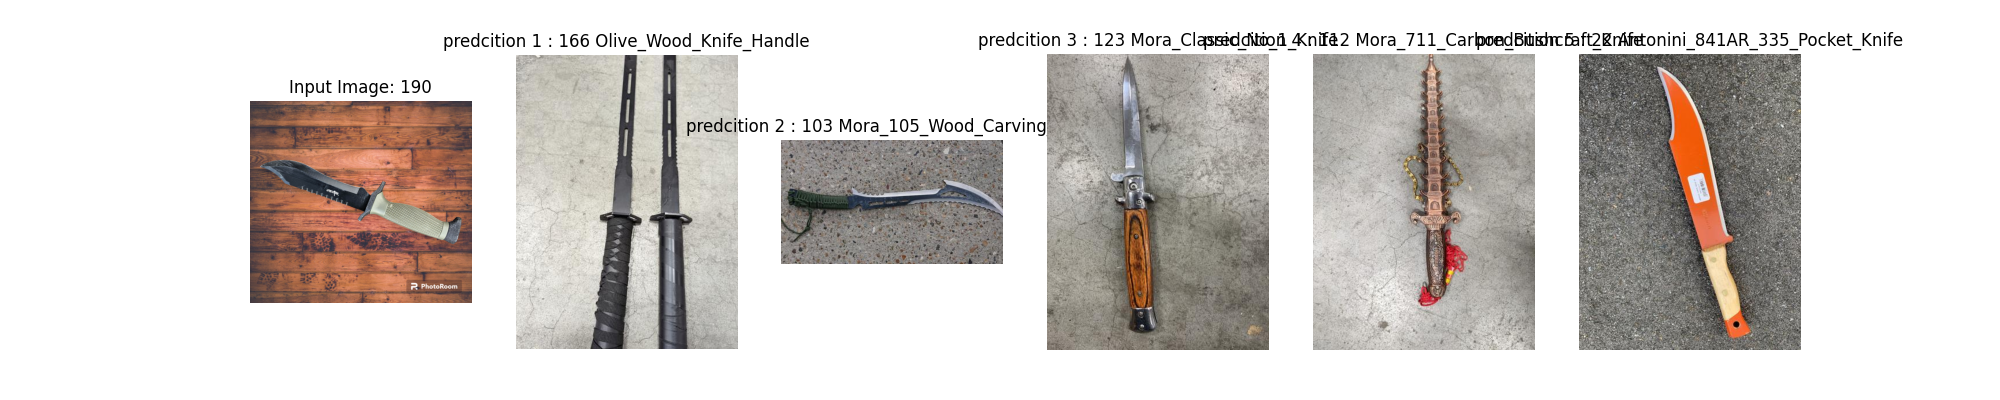 predcition 1 : 166 Olive_Wood_Knife_Handle
predcition 3 : 123 Mora_Classic_No_1_Knife
predcition 4 : 112 Mora_711_Carbon_Bushcraft_Knife
predcition 5 : 22 Antonini_841AR_335_Pocket_Knife
Input Image: 190
predcition 2 : 103 Mora_105_Wood_Carving
PhotoRoom